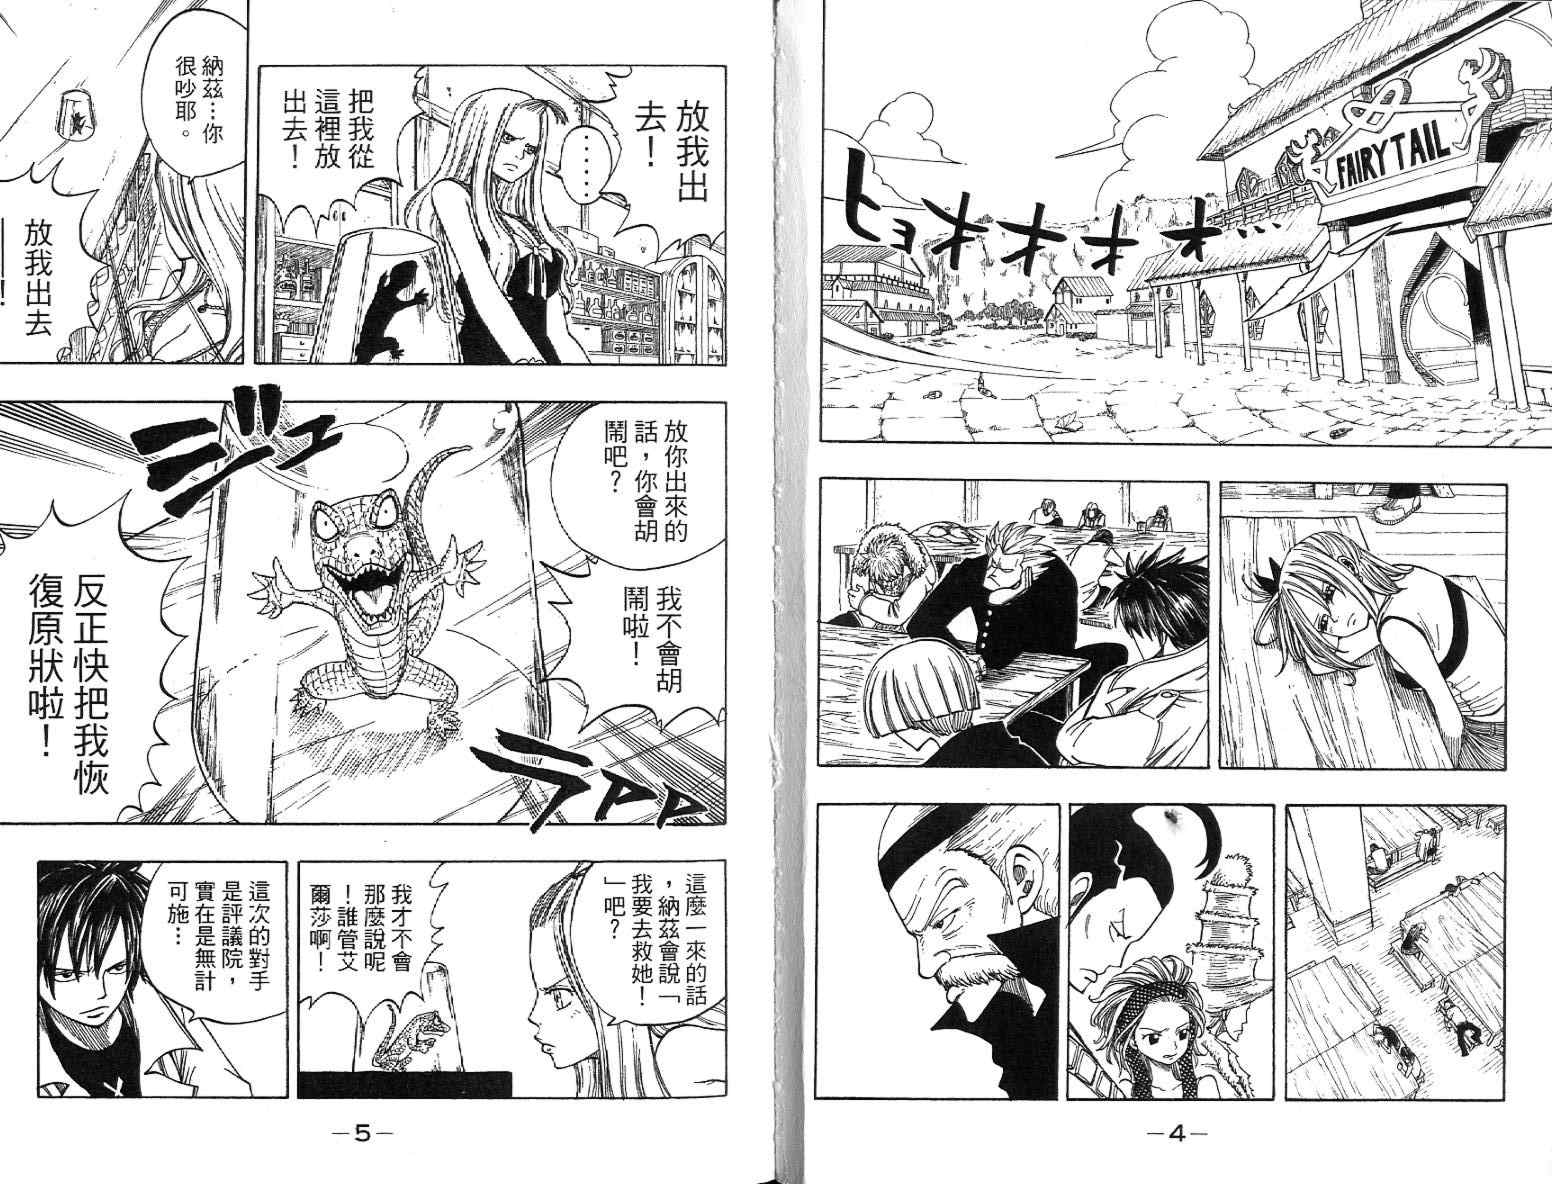 FAIRY TAIL
ヒョオオオオ…
—4—
放我出
去！
……
把我從
這裡放
出去！
納茲…你
很吵耶。
放我出去
——！
放你出來的
話，你會胡
鬧吧？
ジュ
我不會胡
鬧啦！
反正快把我恢
復原狀啦！
ラァァ
這麼一來的話
，納茲會說「
我要去救她！
」吧？
我才不會
那麼說呢
！誰管艾
爾莎啊！
這次的對手
是評議院，
實在是無計
可施…
—5—